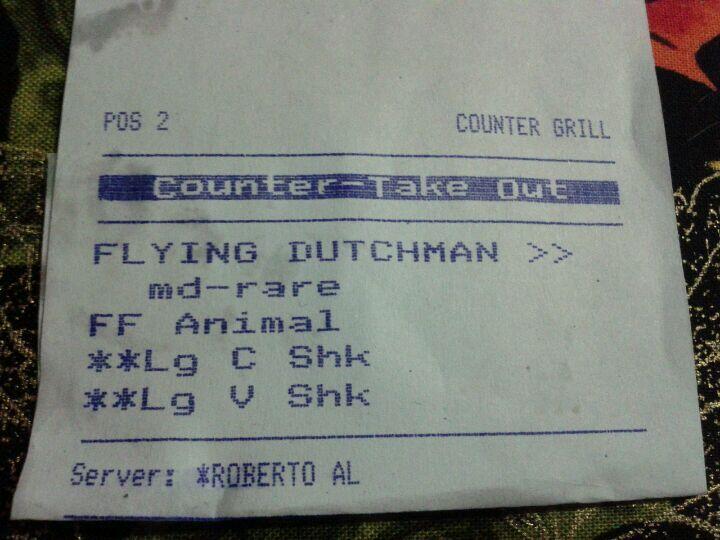 POS 2 COUNTER GRILL
Counter-Take Out
FLYING DUTCHMAN >>
md-rare
FF Animal
**Lg C Shk
**Lg V Shk
Server: *ROBERTO AL